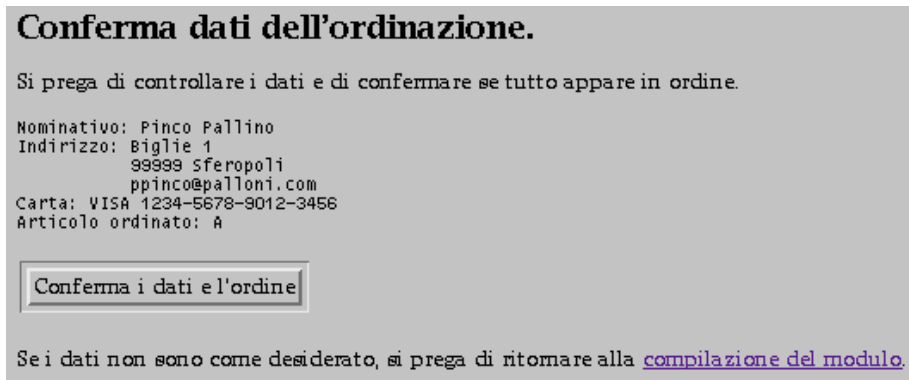 Conferma dati dell'ordinazione.
Si prega di controllare i dati e di confermare se tutto appare in ordine.
Nominativo: Pinco Pallino
Indirizzo: Biglie 1
99999 Sferopoli
ppinco@palloni.com
Carta: VISA 1234-5678-9012-3456
Articolo ordinato: A
Conferma i dati e l'ordine
Se i dati non sono come desiderato, si prega di ritornare alla compilazione del modulo.